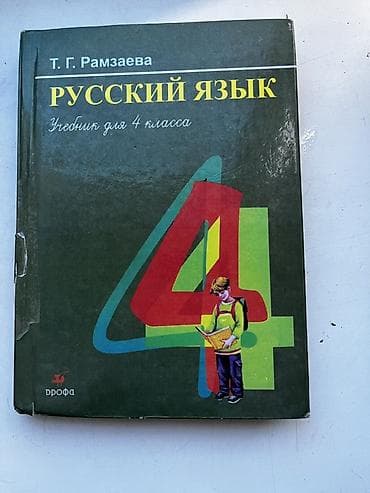 Т. Г. Рамзаева
РУССКИЙ ЯЗЫК
Учебник для 4 класса
4
дрофа